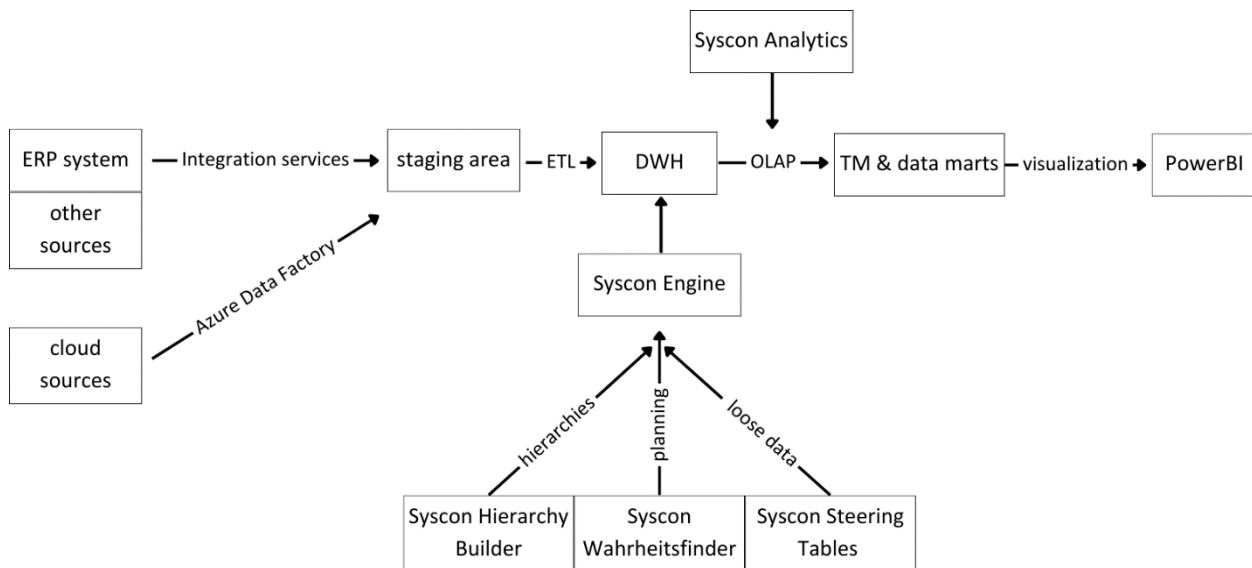 Syscon Analytics
ERP system
Integration services
staging area
ETL
DWH
OLAP
TM & data marts
visualization
PowerBI
other
sources
Azure Data Factory
Syscon Engine
cloud
sources
hierarchies
planning
loose data
Syscon Hierarchy
Builder
Syscon
Wahrheitsfinder
Syscon Steering
Tables